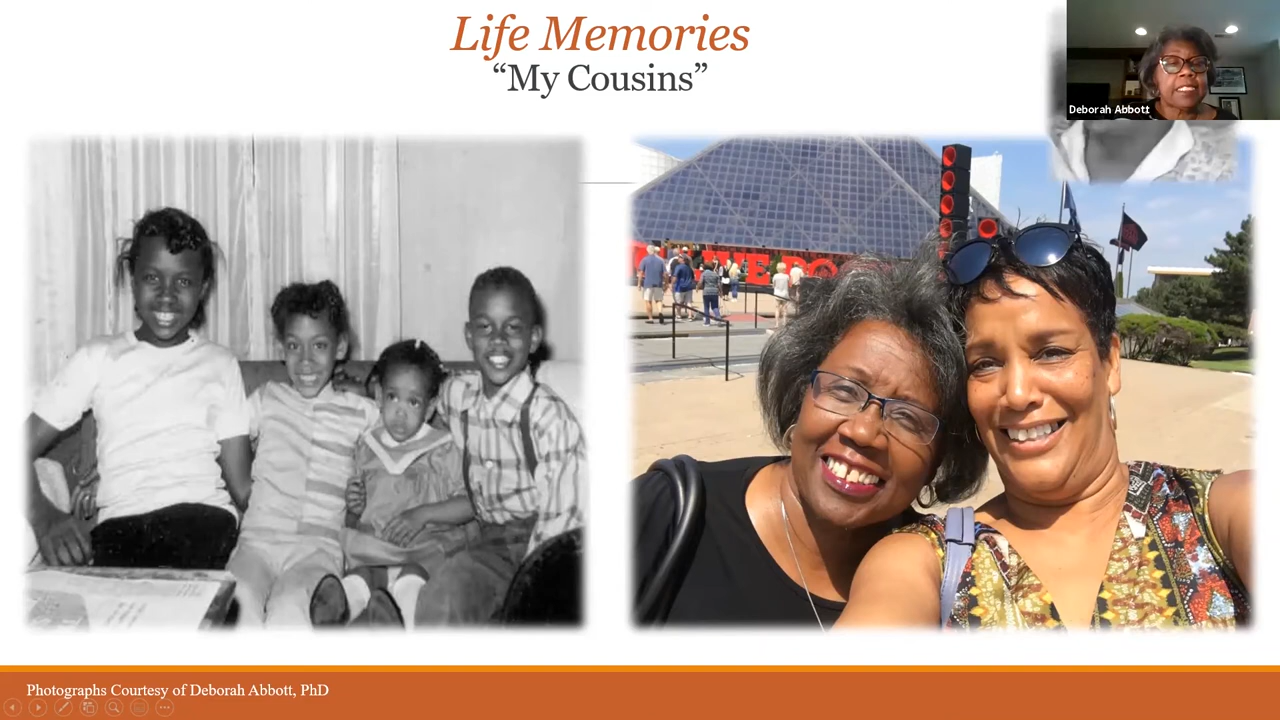 Life Memories
“My Cousins”
Deborah Abbott
Photographs Courtesy of Deborah Abbott, PhD